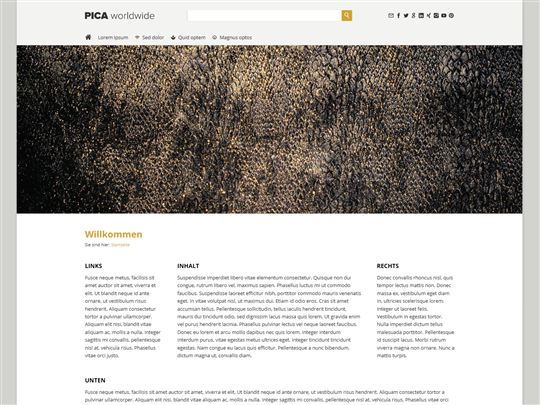 PICA worldwide
Lorem Ipsum Sed dolor Quid optem Magnus optos
Willkommen
Sie sind hier: Startseite
LINKS
Fusce neque metus, facilisis sit
amet auctor sit amet, viverra et
elit. Ut blandit neque id ante
ornare, ut vestibulum risus
hendrerit. Aliquam consectetur
tortor a pulvinar ullamcorper.
Aliquam elit nisi, blandit vitae
aliquam ac, mollis a nulla. Integer
sagittis mi convallis, pellentesque
nisl at, vehicula risus. Phasellus
vitae orci justo.
INHALT
Suspendisse imperdiet libero vitae elementum consectetur. Quisque non dui
congue, rutrum libero vel, maximus sapien. Phasellus luctus mi ut commodo
faucibus. Suspendisse laoreet efficitur nibh, porttitor commodo mauris venenatis
eget. In vitae volutpat nisl, ut maximus dui. Etiam id odio eros. Cras sit amet
accumsan tellus. Pellentesque sollicitudin, tellus iaculis hendrerit tincidunt,
mauris dui tincidunt odio, sed dignissim lacus massa quis lorem. Ut gravida enim
vel purus hendrerit lacinia. Phasellus pulvinar lectus vel neque laoreet faucibus.
Donec eu lorem et arcu mollis dapibus nec quis lorem. Integer interdum
interdum purus, vitae egestas metus ultrices eget. Integer tincidunt tincidunt
egestas. Nam congue eu lacus quis efficitur. Pellentesque a nunc bibendum,
dictum magna ut, convallis diam.
RECHTS
Donec convallis rhoncus nisl, quis
tempor lectus mattis non. Donec
massa ex, vestibulum eget diam
in, ultricies scelerisque lorem.
Integer ut laoreet felis.
Vestibulum in egestas tortor.
Nulla imperdiet dictum tellus
malesuada porttitor. Pellentesque
id suscipit lacus. Morbi rutrum
viverra magna non ornare. Nunc a
mattis turpis.
UNTEN
Fusce neque metus, facilisis sit amet auctor sit amet, viverra et elit. Ut blandit neque id ante ornare, ut vestibulum risus hendrerit. Aliquam consectetur tortor a pulvinar
ullamcorper. Aliquam elit nisi, blandit vitae aliquam ac, mollis a nulla. Integer sagittis mi convallis, pellentesque nisl at, vehicula risus. Phasellus vitae orci